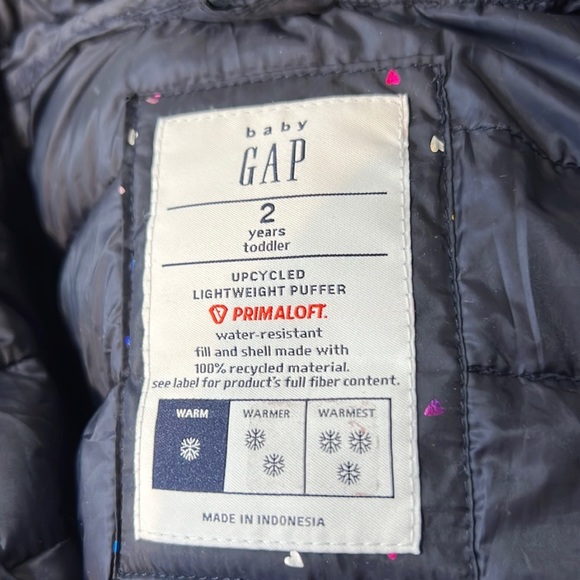 baby
GAP
2
years
toddler
UPCYCLED
LIGHTWEIGHT PUFFER
PRIMALOFT.
water-resistant
fill and shell made with
100% recycled material.
see label for product's full fiber content.
WARM WARMER WARMEST
MADE IN INDONESIA